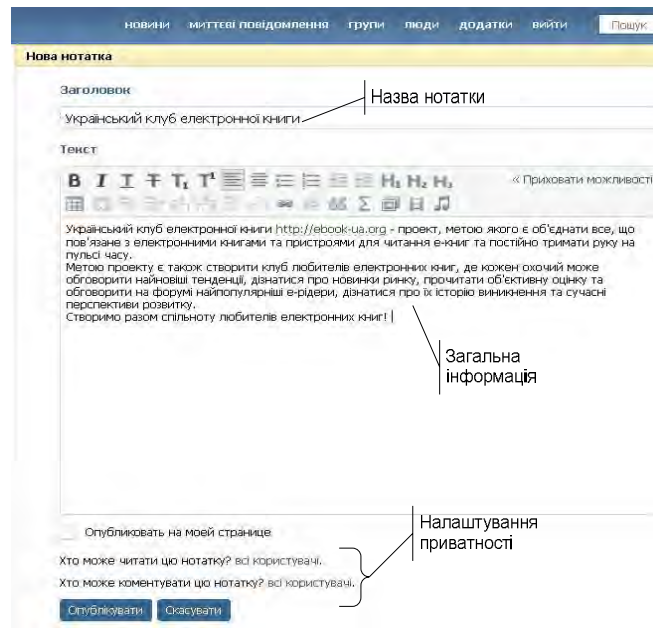 новини миттєві повідомлення групи люди додатки вийти Пошук
Нова нотатка
Заголовок
Назва нотатки
Український клуб електронної книги
Текст
B I T T T₁ T¹ H₁ H₂ H₃ « Приховати можливості
Український клуб електронної книги http://ebook-ua.org - проект, метою якого є об'єднати все, що
пов'язане з електронними книгами та пристроями для читання е-книг та постійно тримати руку на
пульсі часу.
Метою проекту є також створити клуб любителів електронних книг, де кожен охочий може
обговорити найновіші тенденції, дізнатися про новинки ринку, прочитати об'єктивну оцінку та
обговорити на форумі найпопулярніші е-рідери, дізнатися про їх історію виникнення та сучасні
перспективи розвитку.
Створимо разом спільноту любителів електронних книг!
Загальна
інформація
Опубликовать на моей странице
Налаштування
приватності
Хто може читати цю нотатку? всі користувачі.
Хто може коментувати цю нотатку? всі користувачі.
Опублікувати Скасувати